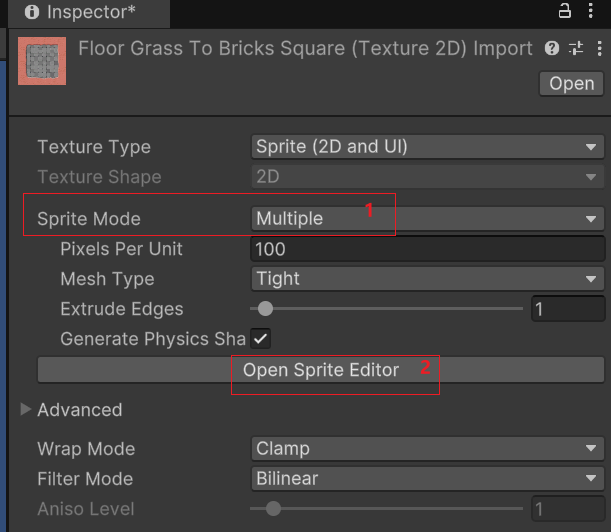 Inspector*
Floor Grass To Bricks Square (Texture 2D) Import
Open
Texture Type Sprite (2D and UI)
Texture Shape 2D
Sprite Mode Multiple 1
Pixels Per Unit 100
Mesh Type Tight
Extrude Edges 1
Generate Physics Sha
Open Sprite Editor 2
Advanced
Wrap Mode Clamp
Filter Mode Bilinear
Aniso Level 1